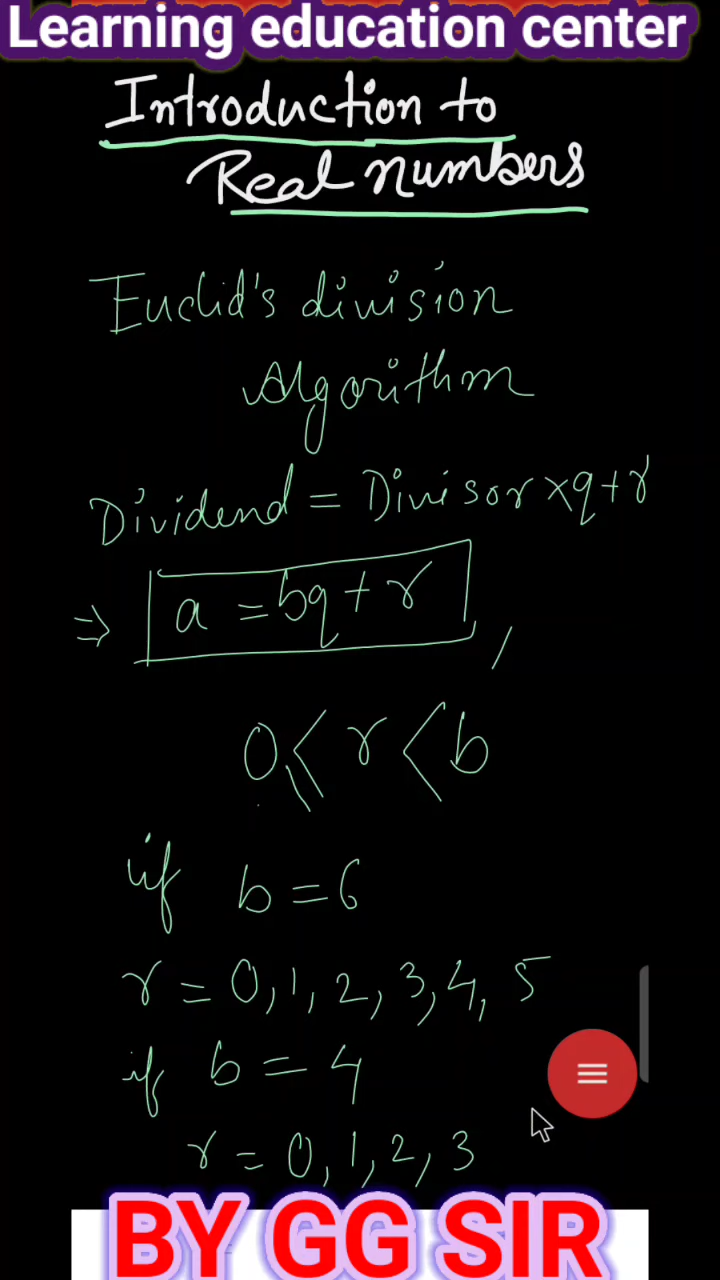 Learning education center
Introduction to
Real numbers
Euclid's division
Algorithm
Dividend = Divisor × q + r
⇒ a = bq + r ,
0 ≤ r < b
if b = 6
r = 0, 1, 2, 3, 4, 5
if b = 4
r = 0, 1, 2, 3
BY GG SIR